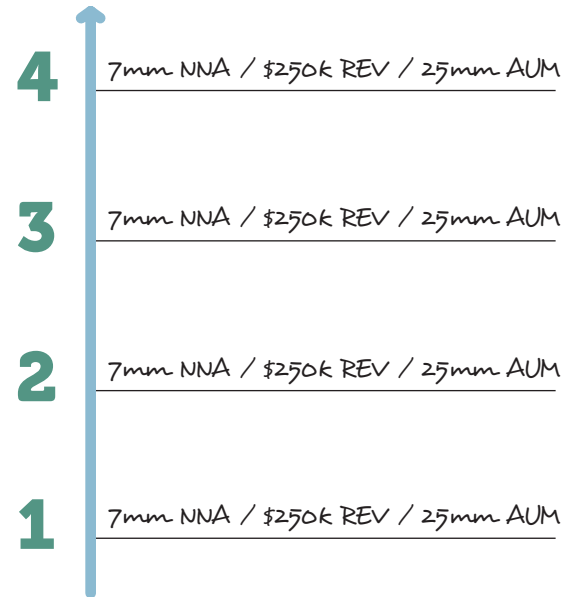 4 7mm NNA / $250k REV / 25mm AUM
3 7mm NNA / $250k REV / 25mm AUM
2 7mm NNA / $250k REV / 25mm AUM
1 7mm NNA / $250k REV / 25mm AUM